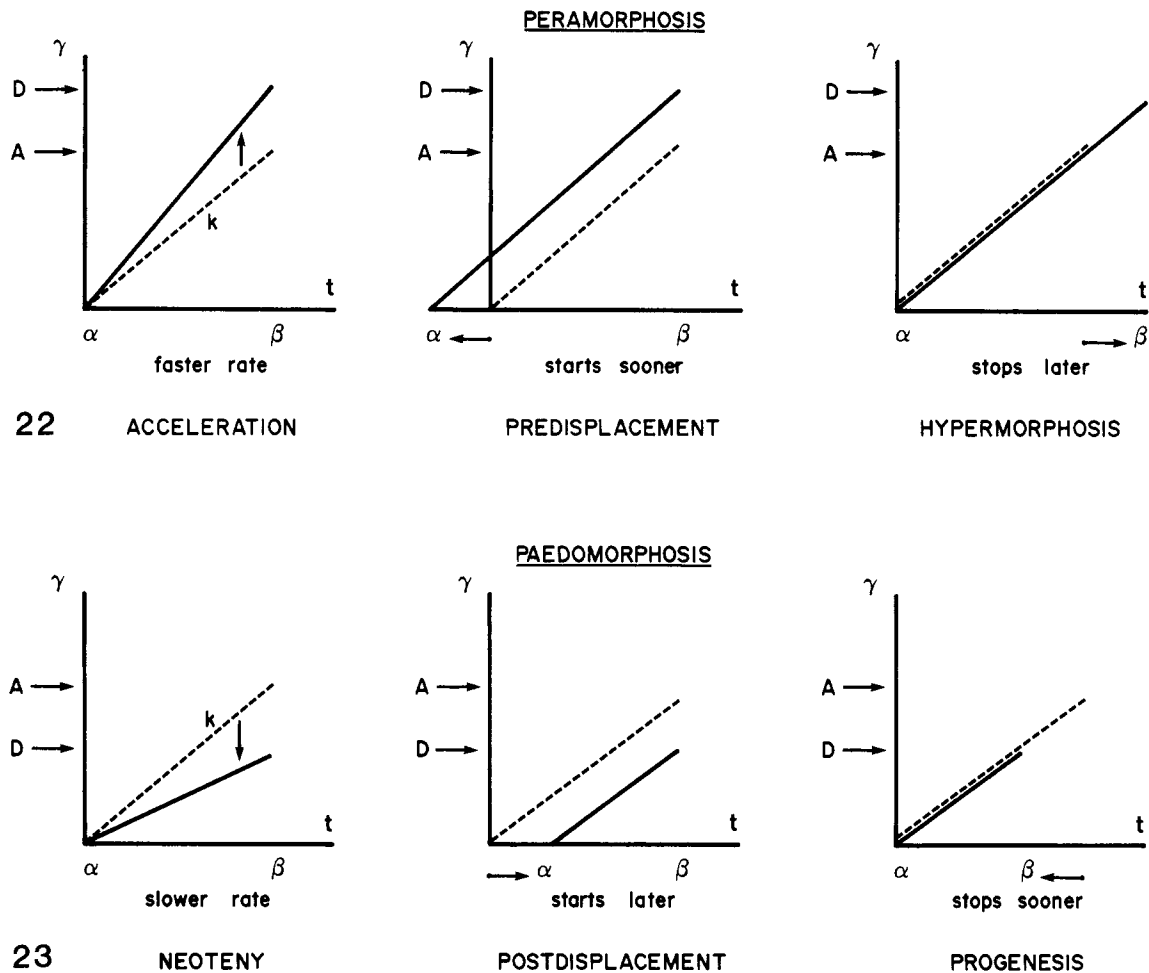 PERAMORPHOSIS
γ γ γ
D D D
A A A
k
t t t
α β α β α β
faster rate starts sooner stops later
22 ACCELERATION PREDISPLACEMENT HYPERMORPHOSIS
PAEDOMORPHOSIS
γ γ γ
A A A
k
D D D
t t t
α β α β α β
slower rate starts later stops sooner
23 NEOTENY POSTDISPLACEMENT PROGENESIS